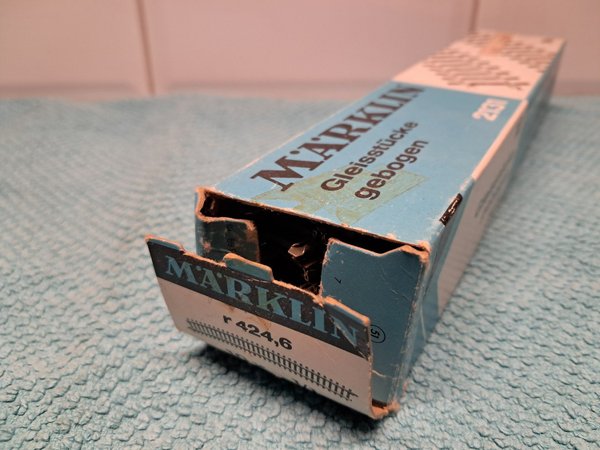 MÄRKLIN
Gleisstücke
gebogen
MÄRKLIN
r 424,6